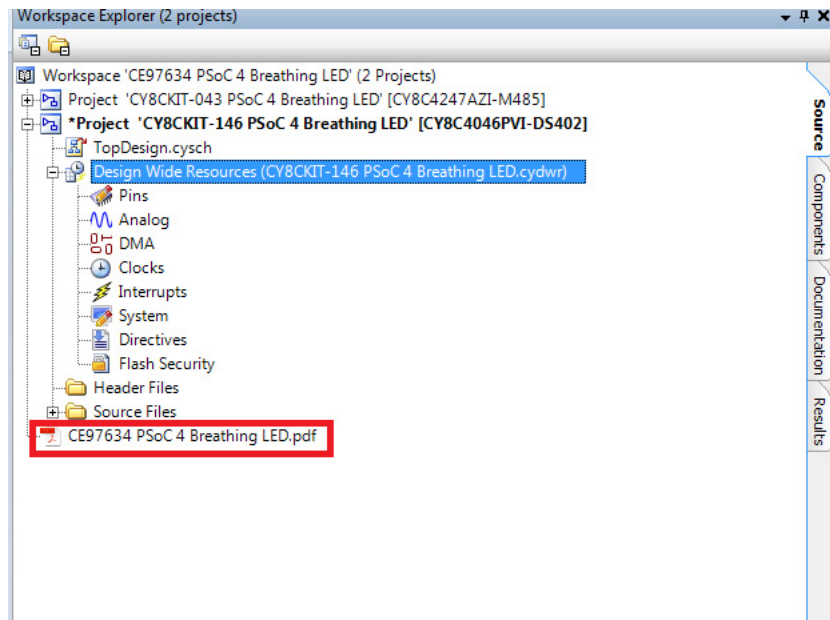 Workspace Explorer (2 projects)
Workspace 'CE97634 PSoC 4 Breathing LED' (2 Projects)
Project 'CY8CKIT-043 PSoC 4 Breathing LED' [CY8C4247AZI-M485]
*Project 'CY8CKIT-146 PSoC 4 Breathing LED' [CY8C4046PVI-DS402]
TopDesign.cysch
Design Wide Resources (CY8CKIT-146 PSoC 4 Breathing LED.cydwr)
Pins
Analog
DMA
Clocks
Interrupts
System
Directives
Flash Security
Header Files
Source Files
CE97634 PSoC 4 Breathing LED.pdf
Source
Components
Documentation
Results